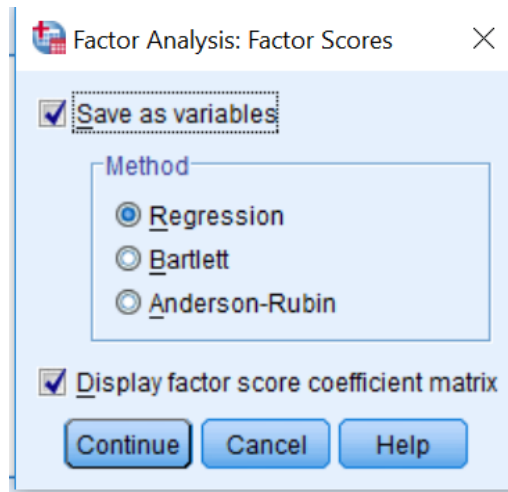 Factor Analysis: Factor Scores
Save as variables
Method
Regression
Bartlett
Anderson-Rubin
Display factor score coefficient matrix
Continue Cancel Help